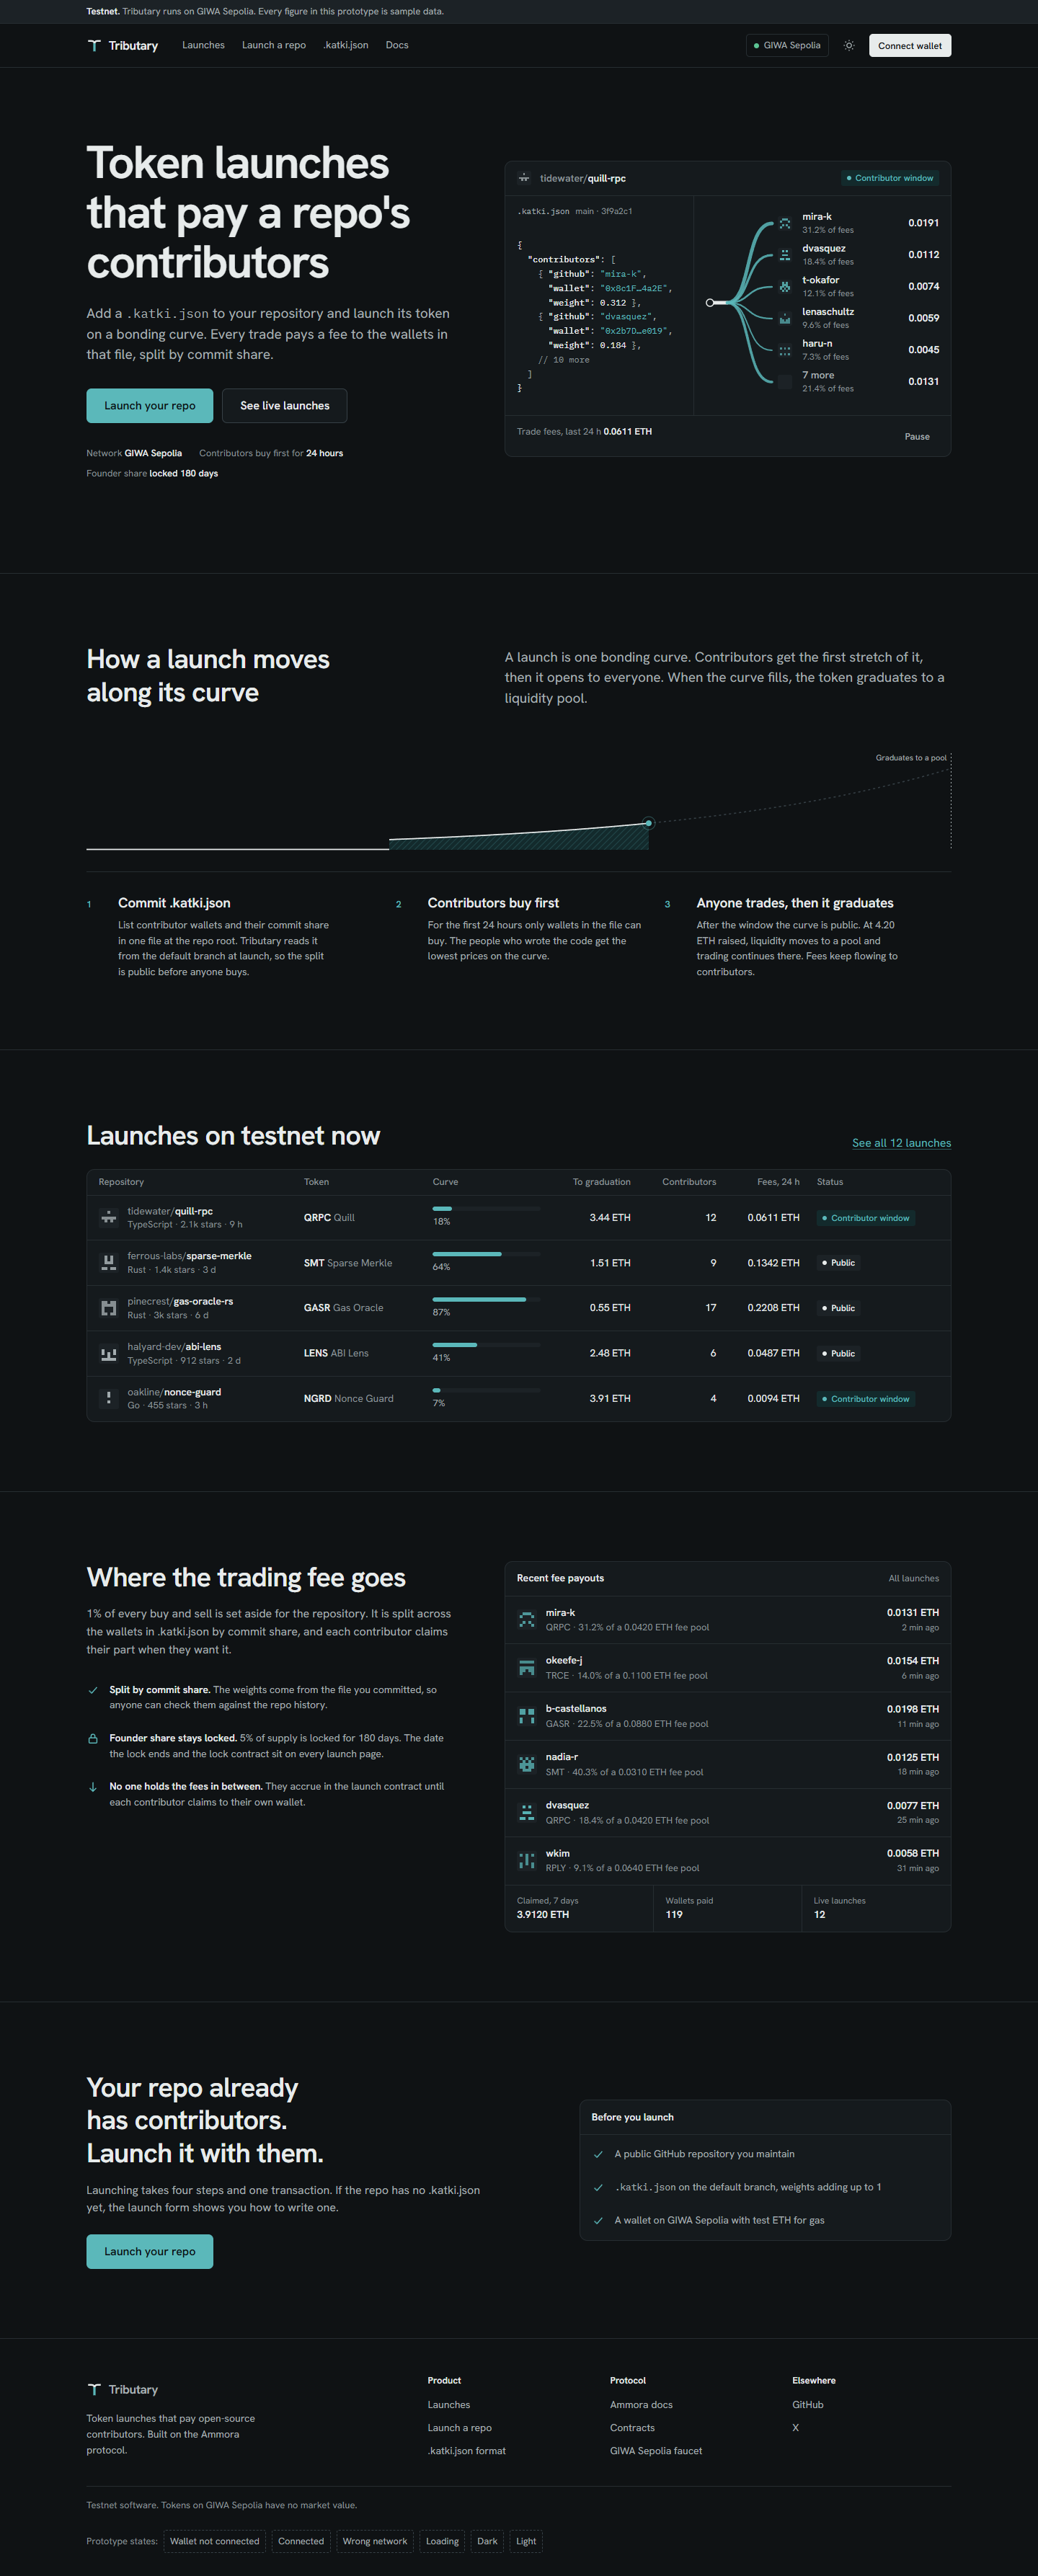 Testnet. Tributary runs on GIWA Sepolia. Every figure in this prototype is sample data.
Tributary
Launches
Launch a repo
.katki.json
Docs
GIWA Sepolia
Connect wallet
Token launches
that pay a repo's
contributors
Add a .katki.json to your repository and launch its token
on a bonding curve. Every trade pays a fee to the wallets in
that file, split by commit share.
Launch your repo
See live launches
Network GIWA Sepolia
Contributors buy first for 24 hours
Founder share locked 180 days
tidewater/quill-rpc
Contributor window
.katki.json main · 3f9a2c1
{
"contributors": [
{ "github": "mira-k",
"wallet": "0x8c1F…4a2E",
"weight": 0.312 },
{ "github": "dvasquez",
"wallet": "0x2b7D…e019",
"weight": 0.184 },
// 10 more
]
}
mira-k
31.2% of fees
0.0191
dvasquez
18.4% of fees
0.0112
t-okafor
12.1% of fees
0.0074
lenaschultz
9.6% of fees
0.0059
haru-n
7.3% of fees
0.0045
7 more
21.4% of fees
0.0131
Trade fees, last 24 h 0.0611 ETH
Pause
How a launch moves
along its curve
A launch is one bonding curve. Contributors get the first stretch of it,
then it opens to everyone. When the curve fills, the token graduates to a
liquidity pool.
Graduates to a pool
1
Commit .katki.json
List contributor wallets and their commit share
in one file at the repo root. Tributary reads it
from the default branch at launch, so the split
is public before anyone buys.
2
Contributors buy first
For the first 24 hours only wallets in the file can
buy. The people who wrote the code get the
lowest prices on the curve.
3
Anyone trades, then it graduates
After the window the curve is public. At 4.20
ETH raised, liquidity moves to a pool and
trading continues there. Fees keep flowing to
contributors.
Launches on testnet now
See all 12 launches
Repository
Token
Curve
To graduation
Contributors
Fees, 24 h
Status
tidewater/quill-rpc
TypeScript · 2.1k stars · 9 h
QRPC Quill
18%
3.44 ETH
12
0.0611 ETH
Contributor window
ferrous-labs/sparse-merkle
Rust · 1.4k stars · 3 d
SMT Sparse Merkle
64%
1.51 ETH
9
0.1342 ETH
Public
pinecrest/gas-oracle-rs
Rust · 3k stars · 6 d
GASR Gas Oracle
87%
0.55 ETH
17
0.2208 ETH
Public
halyard-dev/abi-lens
TypeScript · 912 stars · 2 d
LENS ABI Lens
41%
2.48 ETH
6
0.0487 ETH
Public
oakline/nonce-guard
Go · 455 stars · 3 h
NGRD Nonce Guard
7%
3.91 ETH
4
0.0094 ETH
Contributor window
Where the trading fee goes
1% of every buy and sell is set aside for the repository. It is split across
the wallets in .katki.json by commit share, and each contributor claims
their part when they want it.
Split by commit share. The weights come from the file you committed, so
anyone can check them against the repo history.
Founder share stays locked. 5% of supply is locked for 180 days. The date
the lock ends and the lock contract sit on every launch page.
No one holds the fees in between. They accrue in the launch contract until
each contributor claims to their own wallet.
Recent fee payouts
All launches
mira-k
QRPC · 31.2% of a 0.0420 ETH fee pool
0.0131 ETH
2 min ago
okeefe-j
TRCE · 14.0% of a 0.1100 ETH fee pool
0.0154 ETH
6 min ago
b-castellanos
GASR · 22.5% of a 0.0880 ETH fee pool
0.0198 ETH
11 min ago
nadia-r
SMT · 40.3% of a 0.0310 ETH fee pool
0.0125 ETH
18 min ago
dvasquez
QRPC · 18.4% of a 0.0420 ETH fee pool
0.0077 ETH
25 min ago
wkim
RPLY · 9.1% of a 0.0640 ETH fee pool
0.0058 ETH
31 min ago
Claimed, 7 days
3.9120 ETH
Wallets paid
119
Live launches
12
Your repo already
has contributors.
Launch it with them.
Launching takes four steps and one transaction. If the repo has no .katki.json
yet, the launch form shows you how to write one.
Launch your repo
Before you launch
A public GitHub repository you maintain
.katki.json on the default branch, weights adding up to 1
A wallet on GIWA Sepolia with test ETH for gas
Tributary
Token launches that pay open-source
contributors. Built on the Ammora
protocol.
Product
Launches
Launch a repo
.katki.json format
Protocol
Ammora docs
Contracts
GIWA Sepolia faucet
Elsewhere
GitHub
X
Testnet software. Tokens on GIWA Sepolia have no market value.
Prototype states:
Wallet not connected
Connected
Wrong network
Loading
Dark
Light